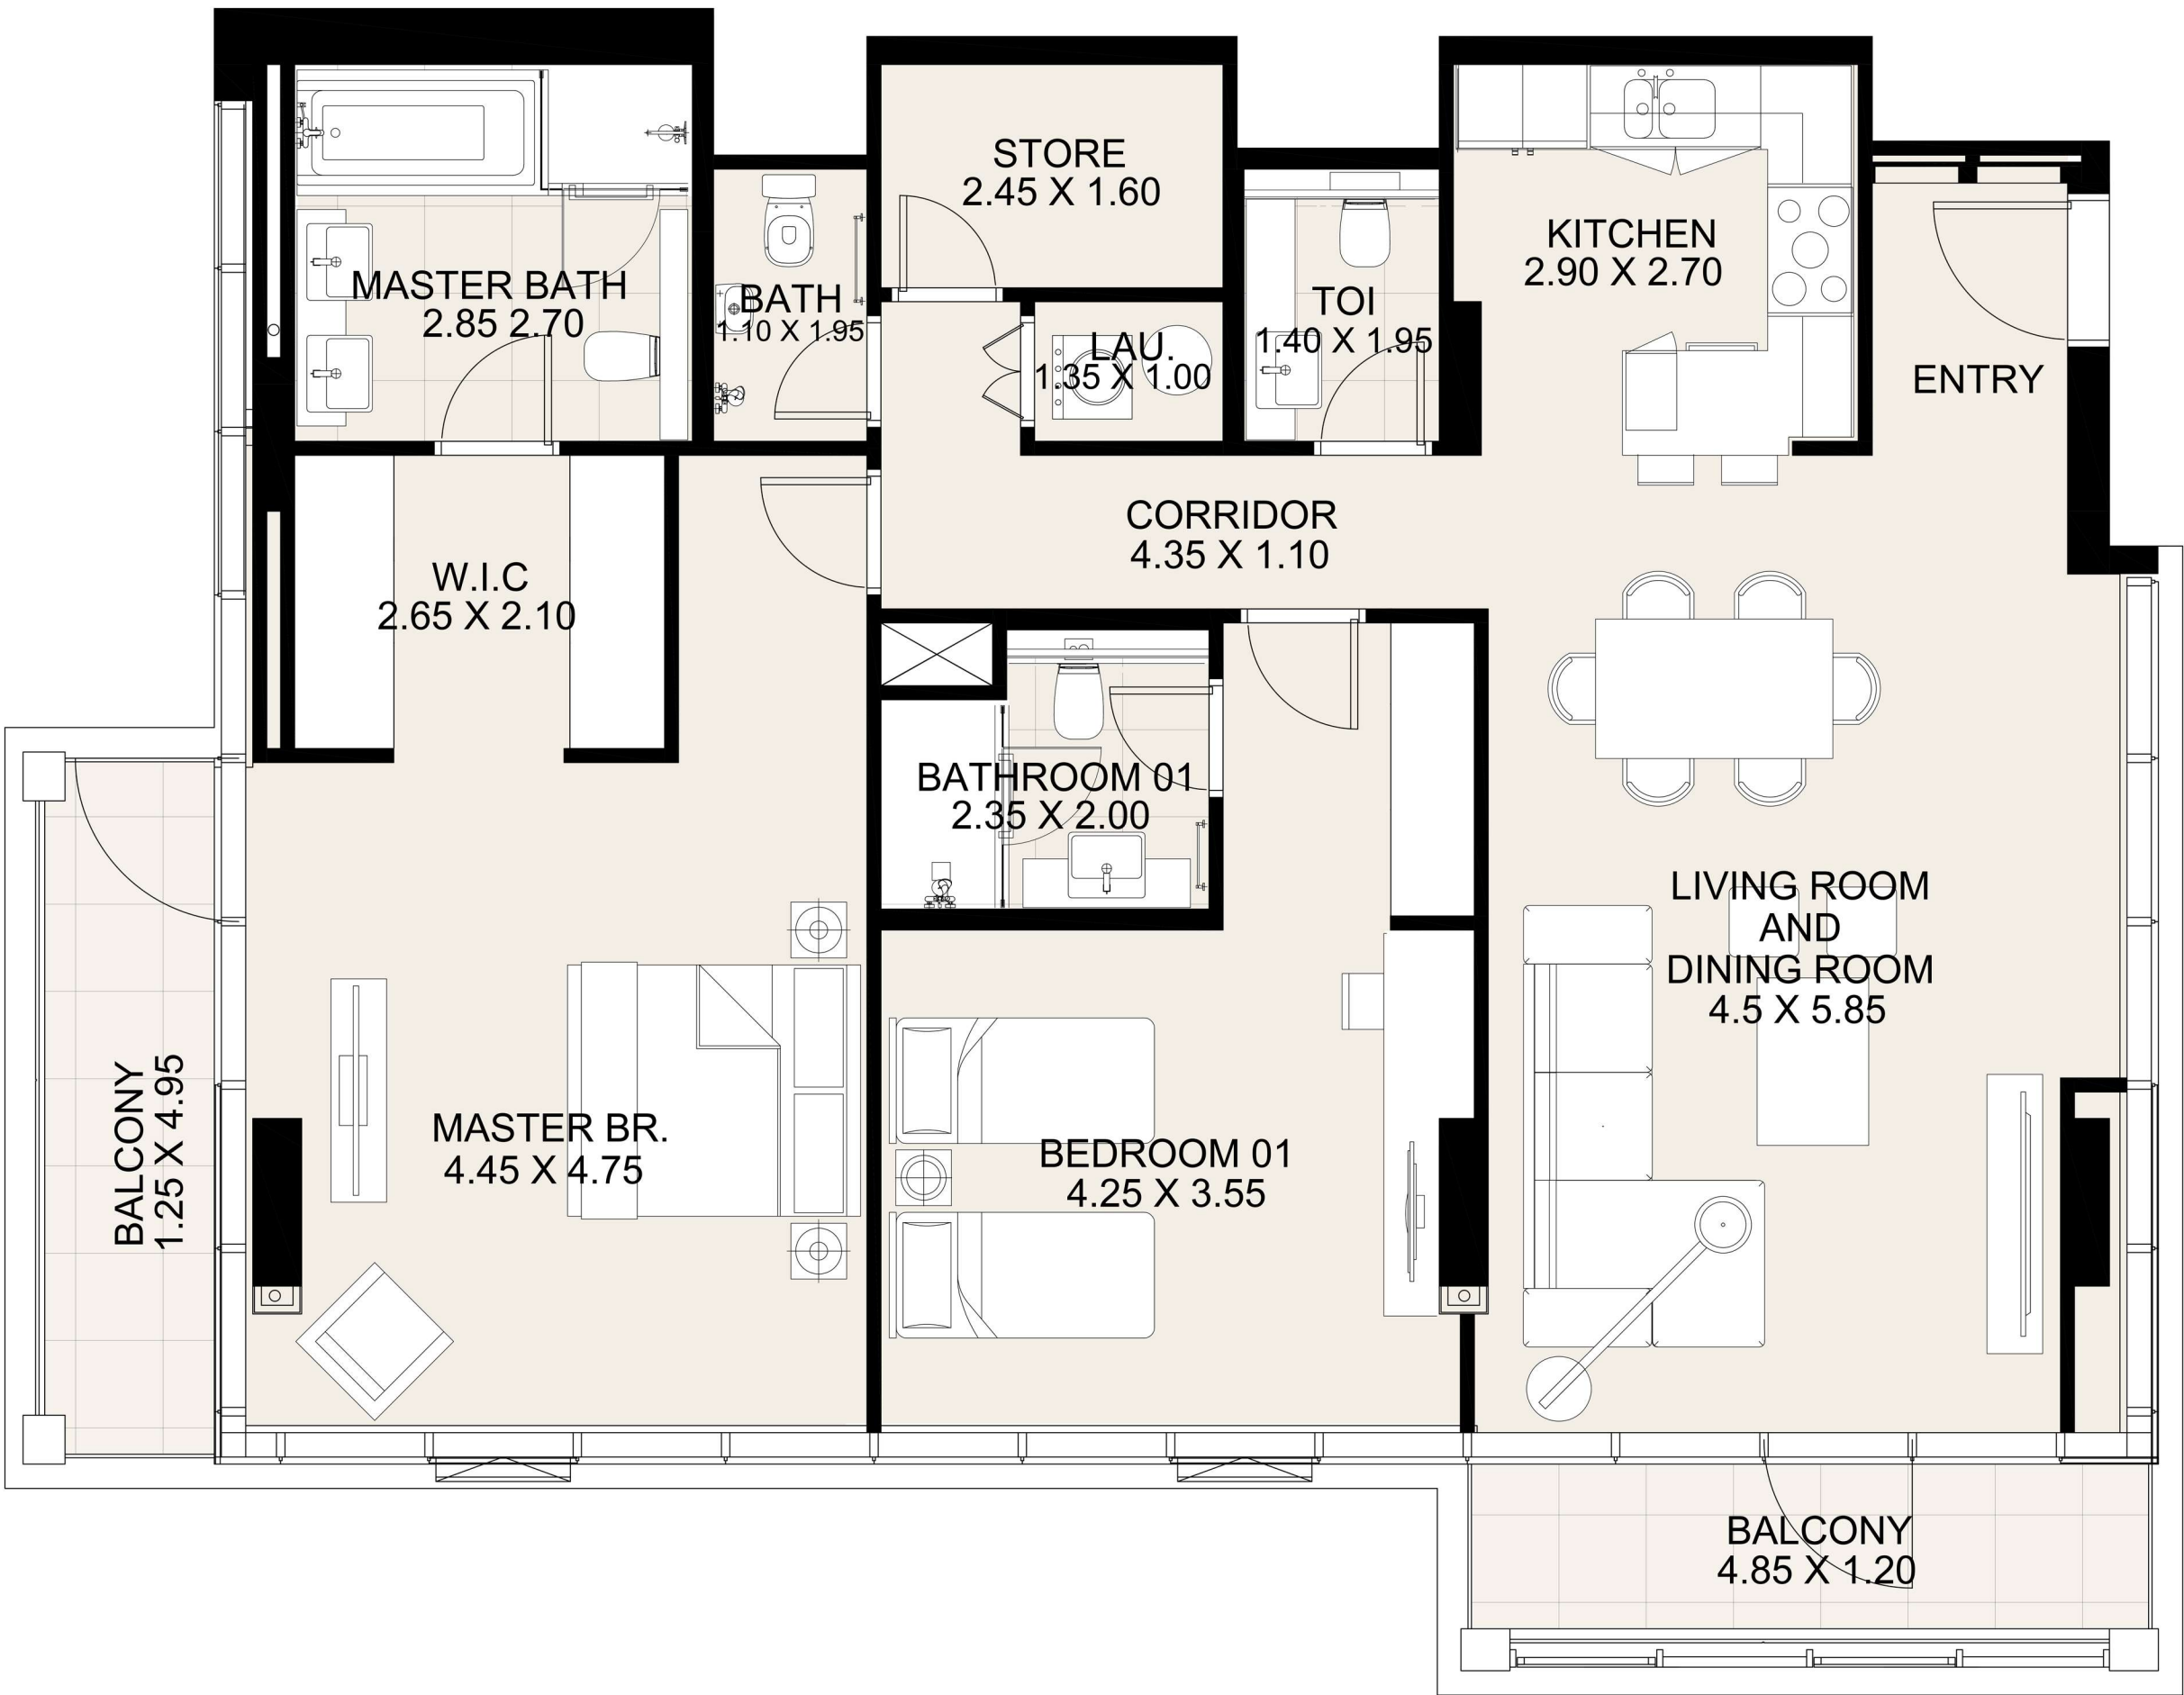 STORE
2.45 X 1.60
KITCHEN
2.90 X 2.70
MASTER BATH
2.85 2.70
BATH
1.10 X 1.95
TOI
1.40 X 1.95
LAU.
1.35 X 1.00
ENTRY
CORRIDOR
4.35 X 1.10
W.I.C
2.65 X 2.10
BATHROOM 01
2.35 X 2.00
LIVING ROOM
AND
DINING ROOM
4.5 X 5.85
BALCONY
1.25 X 4.95
MASTER BR.
4.45 X 4.75
BEDROOM 01
4.25 X 3.55
BALCONY
4.85 X 1.20